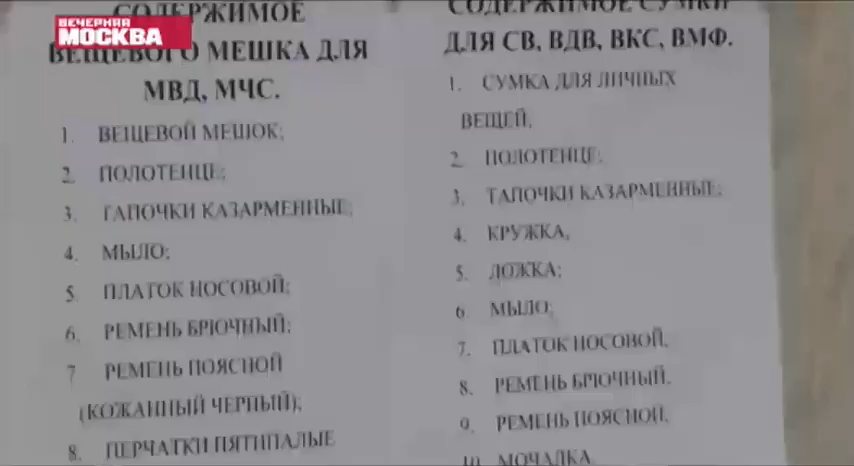 ВЕЧЕРНЯЯ
МОСКВА
СОДЕРЖИМОЕ
ВЕЩЕВОГО МЕШКА ДЛЯ
МВД, МЧС.
1. ВЕЩЕВОЙ МЕШОК;
2. ПОЛОТЕНЦЕ;
3. ТАПОЧКИ КАЗАРМЕННЫЕ;
4. МЫЛО;
5. ПЛАТОК НОСОВОЙ;
6. РЕМЕНЬ БРЮЧНЫЙ;
7 РЕМЕНЬ ПОЯСНОЙ
(КОЖАННЫЙ ЧЕРНЫЙ);
8. ПЕРЧАТКИ ПЯТИПАЛЫЕ
СОДЕРЖИМОЕ СУМКИ
ДЛЯ СВ, ВДВ, ВКС, ВМФ.
1. СУМКА ДЛЯ ЛИЧНЫХ
ВЕЩЕЙ;
2. ПОЛОТЕНЦЕ;
3. ТАПОЧКИ КАЗАРМЕННЫЕ;
4. КРУЖКА;
5. ЛОЖКА;
6. МЫЛО;
7. ПЛАТОК НОСОВОЙ;
8. РЕМЕНЬ БРЮЧНЫЙ;
9. РЕМЕНЬ ПОЯСНОЙ;
10. МОЧАЛКА